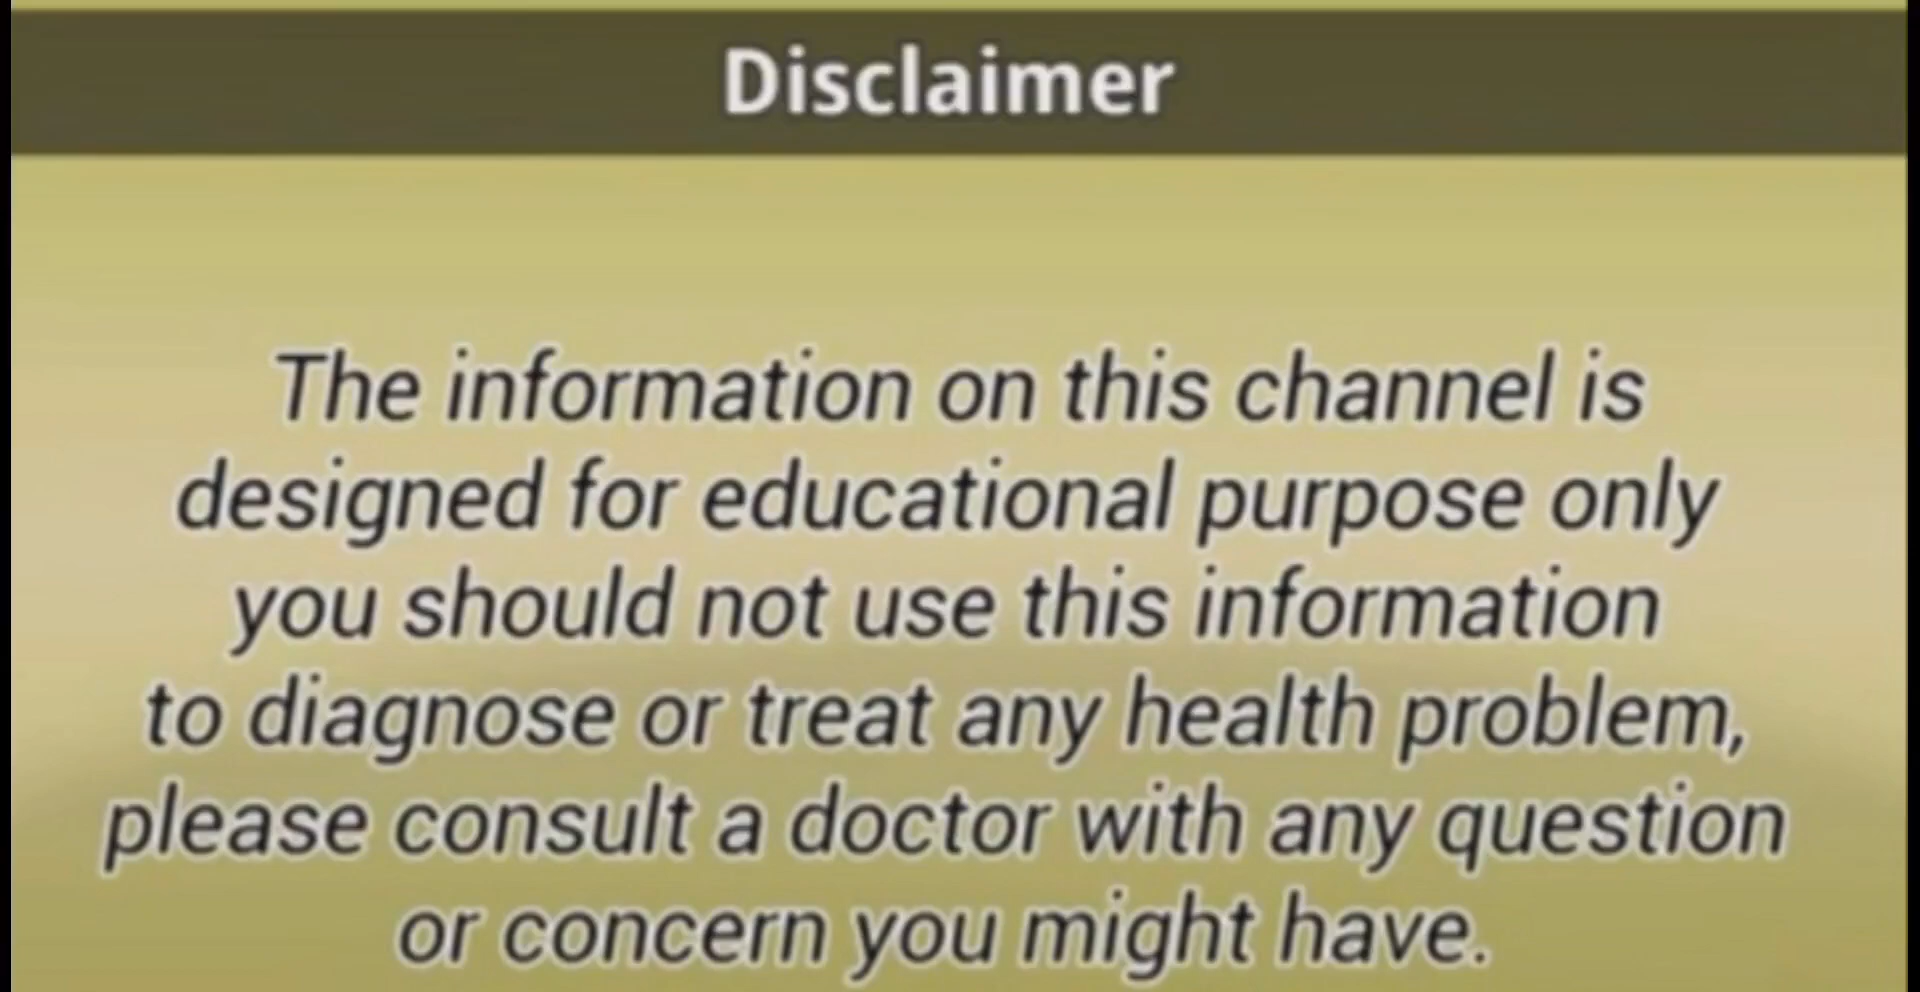 Disclaimer
The information on this channel is
designed for educational purpose only
you should not use this information
to diagnose or treat any health problem,
please consult a doctor with any question
or concern you might have.